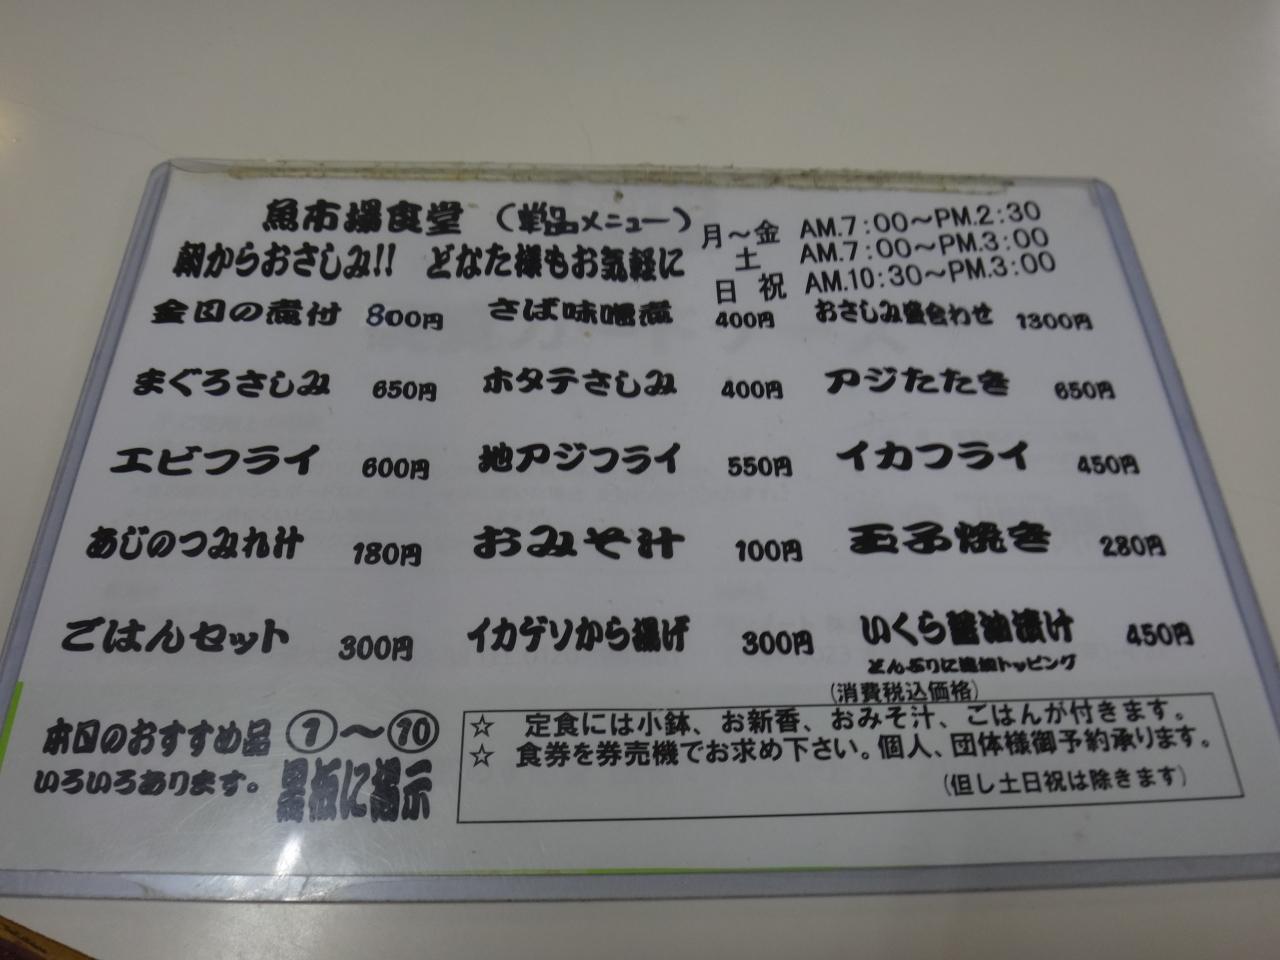 魚市場食堂 （単品メニュー）
朝からおさしみ!! どなた様もお気軽に
月～金 AM.7:00～PM.2:30
土 AM.7:00～PM.3:00
日 祝 AM.10:30～PM.3:00
金目の煮付 800円 さば味噌煮 400円 おさしみ盛合わせ 1300円
まぐろさしみ 650円 ホタテさしみ 400円 アジたたき 650円
エビフライ 600円 地アジフライ 550円 イカフライ 450円
あじのつみれ汁 180円 おみそ汁 100円 玉子焼き 280円
ごはんセット 300円 イカゲソから揚げ 300円 いくら醤油漬け 450円
どんぶりに追加トッピング
（消費税込価格）
本日のおすすめ品 ①～⑩
いろいろあります。黒板に掲示
☆ 定食には小鉢、お新香、おみそ汁、ごはんが付きます。
☆ 食券を券売機でお求め下さい。個人、団体様御予約承ります。
（但し土日祝は除きます）